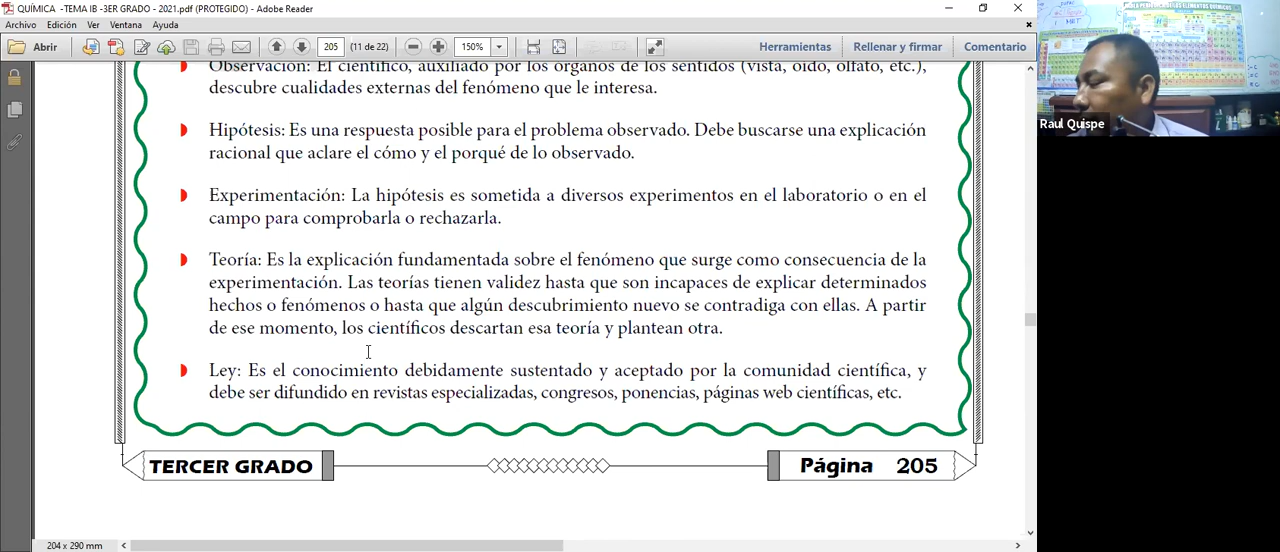 QUÍMICA -TEMA IB -3ER GRADO - 2021.pdf (PROTEGIDO) - Adobe Reader
Archivo Edición Ver Ventana Ayuda
Abrir 205 (11 de 22) 150% Herramientas Rellenar y firmar Comentario
Observación: El científico, auxiliado por los órganos de los sentidos (vista, oído, olfato, etc.),
descubre cualidades externas del fenómeno que le interesa.
Hipótesis: Es una respuesta posible para el problema observado. Debe buscarse una explicación
racional que aclare el cómo y el porqué de lo observado.
Experimentación: La hipótesis es sometida a diversos experimentos en el laboratorio o en el
campo para comprobarla o rechazarla.
Teoría: Es la explicación fundamentada sobre el fenómeno que surge como consecuencia de la
experimentación. Las teorías tienen validez hasta que son incapaces de explicar determinados
hechos o fenómenos o hasta que algún descubrimiento nuevo se contradiga con ellas. A partir
de ese momento, los científicos descartan esa teoría y plantean otra.
Ley: Es el conocimiento debidamente sustentado y aceptado por la comunidad científica, y
debe ser difundido en revistas especializadas, congresos, ponencias, páginas web científicas, etc.
TERCER GRADO Página 205
204 x 290 mm
Raul Quispe